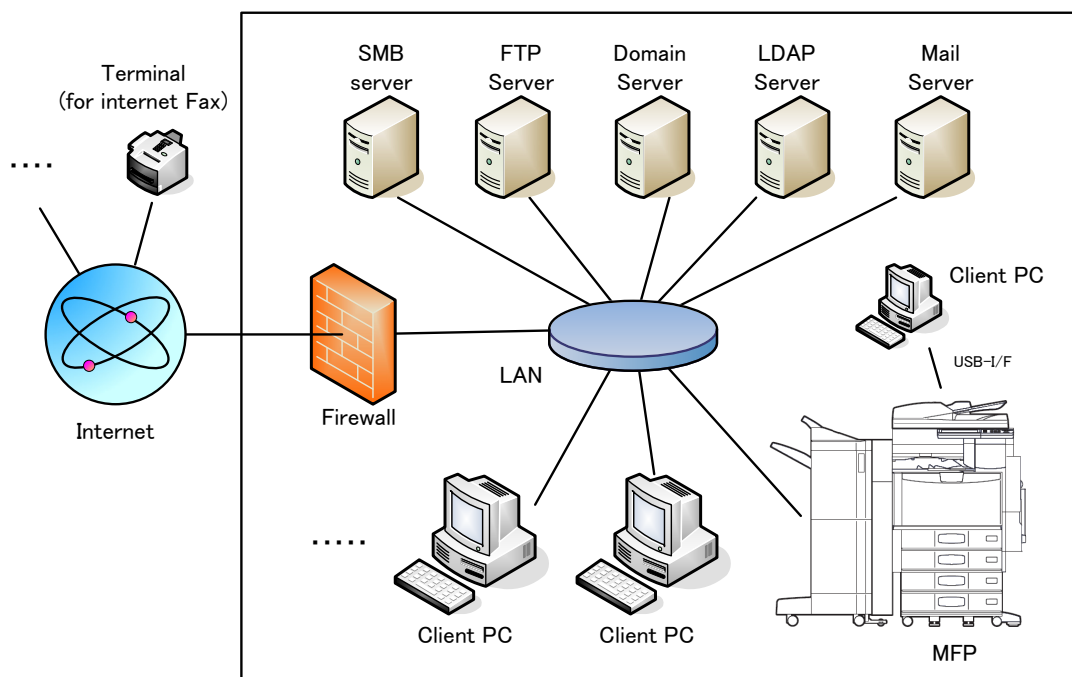 Terminal
(for internet Fax)
....
SMB
server
FTP
Server
Domain
Server
LDAP
Server
Mail
Server
Client PC
USB-I/F
LAN
Firewall
Internet
.....
Client PC
Client PC
MFP